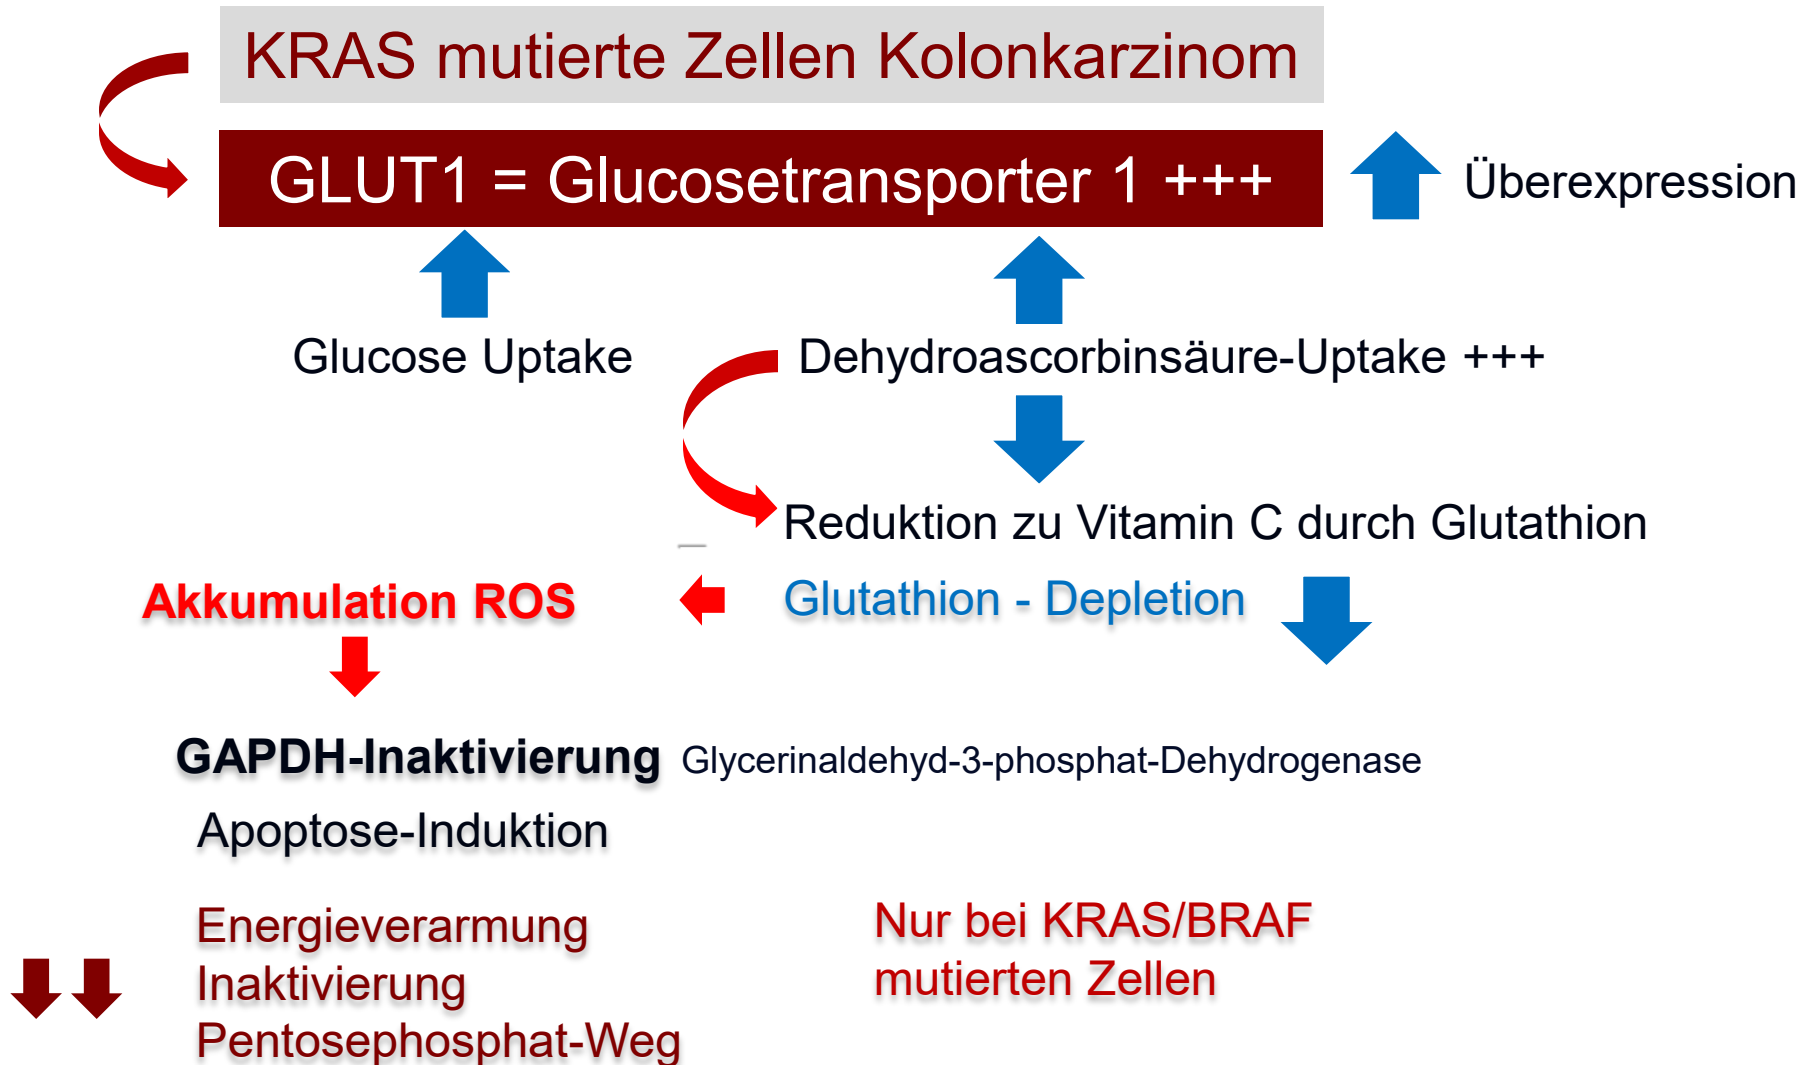 KRAS mutierte Zellen Kolonkarzinom
GLUT1 = Glucosetransporter 1 +++
Überexpression
Glucose Uptake
Dehydroascorbinsäure-Uptake +++
Reduktion zu Vitamin C durch Glutathion
Akkumulation ROS
Glutathion - Depletion
GAPDH-Inaktivierung Glycerinaldehyd-3-phosphat-Dehydrogenase
Apoptose-Induktion
Energieverarmung
Inaktivierung
Pentosephosphat-Weg
Nur bei KRAS/BRAF
mutierten Zellen